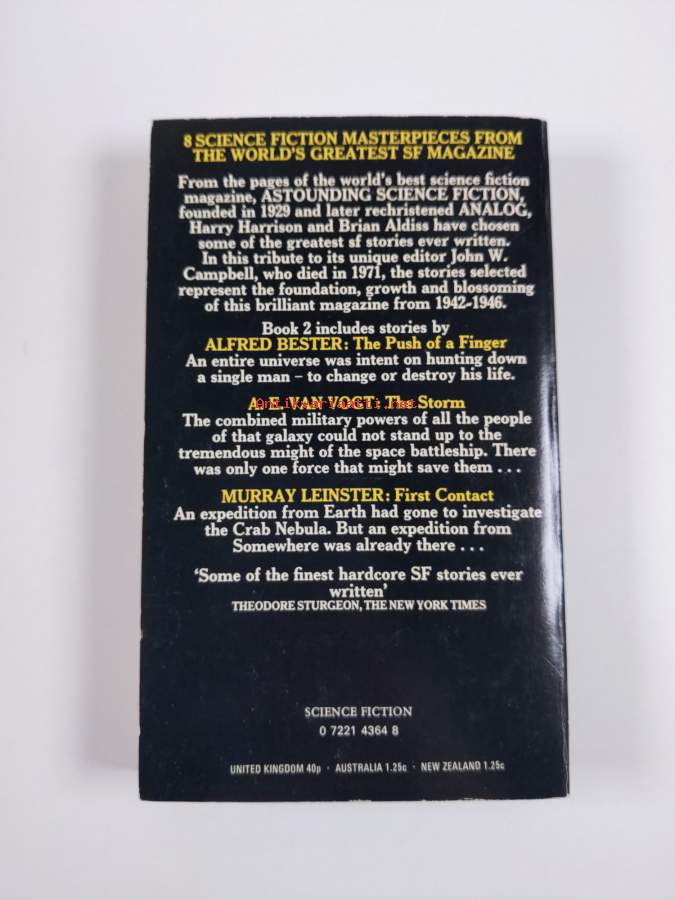 8 SCIENCE FICTION MASTERPIECES FROM
THE WORLD'S GREATEST SF MAGAZINE
From the pages of the world's best science fiction
magazine, ASTOUNDING SCIENCE FICTION,
founded in 1929 and later rechristened ANALOG,
Harry Harrison and Brian Aldiss have chosen
some of the greatest sf stories ever written.
In this tribute to its unique editor John W.
Campbell, who died in 1971, the stories selected
represent the foundation, growth and blossoming
of this brilliant magazine from 1942-1946.
Book 2 includes stories by
ALFRED BESTER: The Push of a Finger
An entire universe was intent on hunting down
a single man – to change or destroy his life.
A. E. VAN VOGT: The Storm
Antikvariaatti.net
The combined military powers of all the people
of that galaxy could not stand up to the
tremendous might of the space battleship. There
was only one force that might save them . . .
MURRAY LEINSTER: First Contact
An expedition from Earth had gone to investigate
the Crab Nebula. But an expedition from
Somewhere was already there . . .
'Some of the finest hardcore SF stories ever
written'
THEODORE STURGEON, THE NEW YORK TIMES
SCIENCE FICTION
0 7221 4364 8
UNITED KINGDOM 40p · AUSTRALIA 1.25c · NEW ZEALAND 1.25c